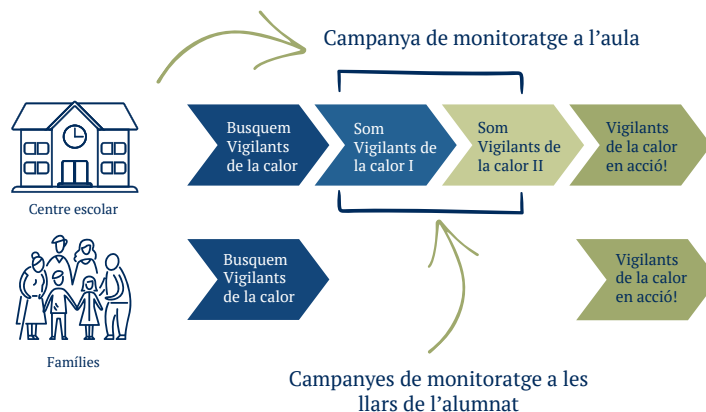 Campanya de monitoratge a l’aula
Busquem
Vigilants
de la calor
Som
Vigilants de
la calor I
Som
Vigilants de
la calor II
Vigilants
de la calor
en acció!
Centre escolar
Busquem
Vigilants
de la calor
Vigilants
de la calor
en acció!
Famílies
Campanyes de monitoratge a les
llars de l’alumnat